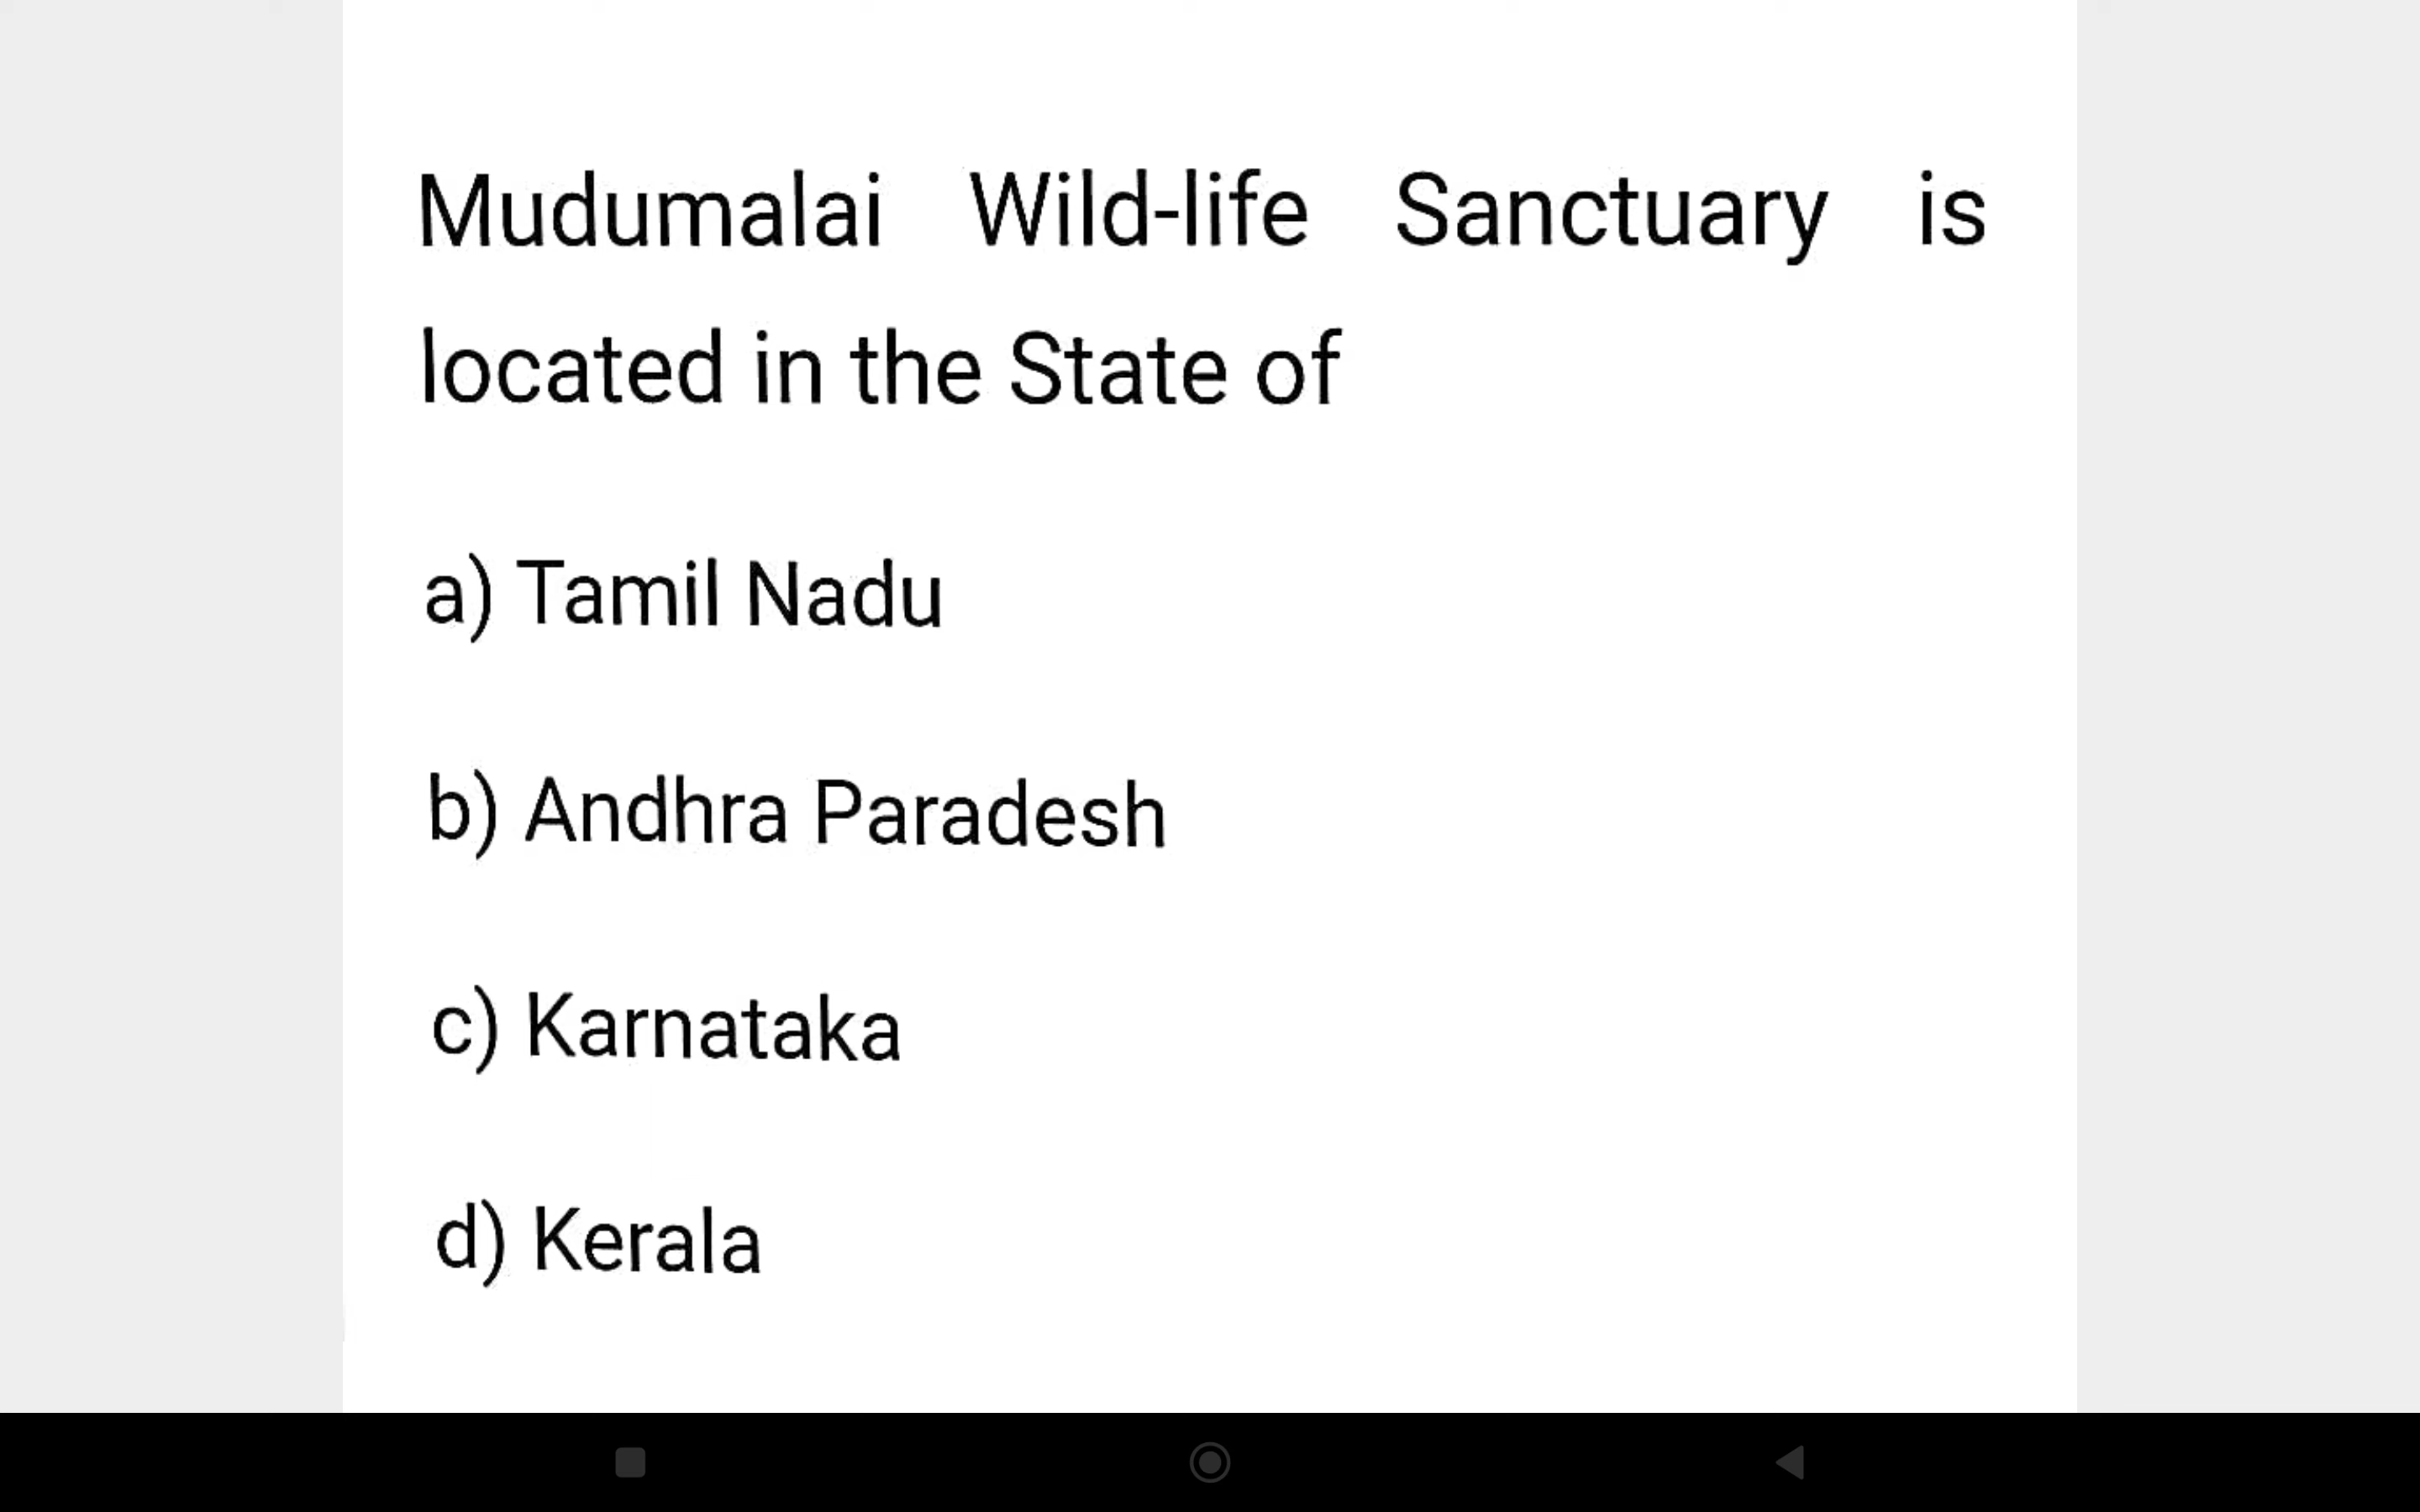 Mudumalai Wild-life Sanctuary is
located in the State of
a) Tamil Nadu
b) Andhra Paradesh
c) Karnataka
d) Kerala